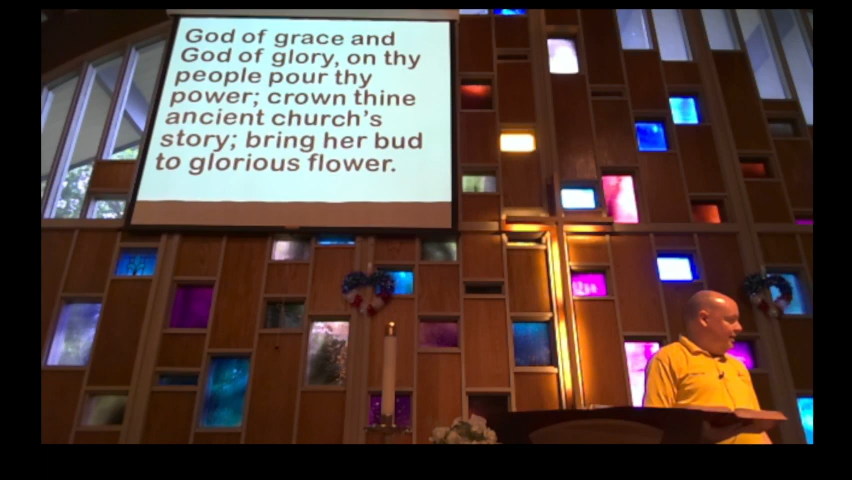 God of grace and
God of glory, on thy
people pour thy
power; crown thine
ancient church's
story; bring her bud
to glorious flower.